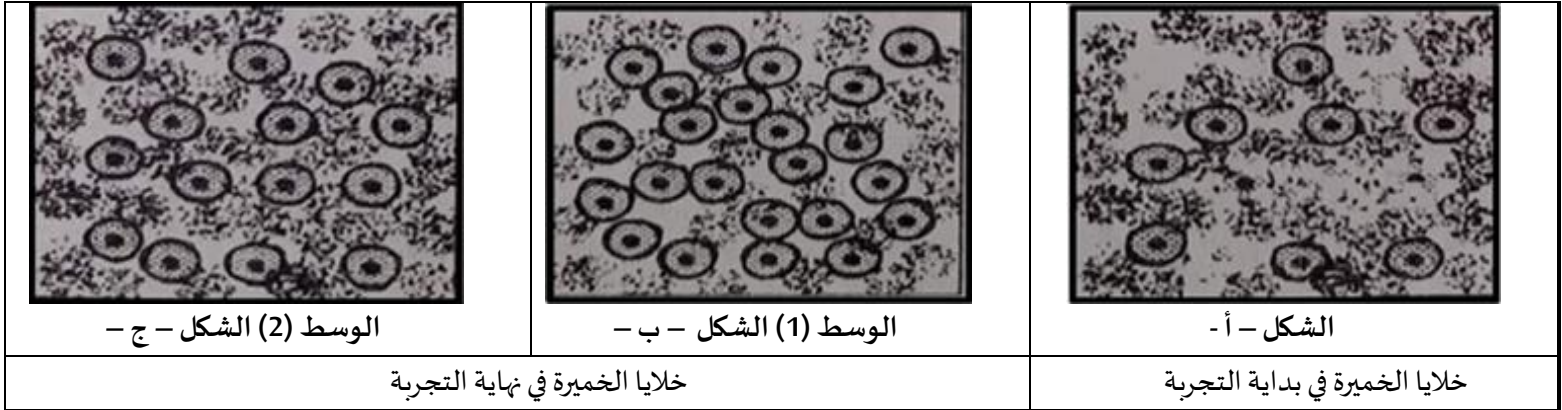 الشكل – أ -
الوسط (1) الشكل – ب –
الوسط (2) الشكل – ج –
خلايا الخميرة في بداية التجربة
خلايا الخميرة في نهاية التجربة